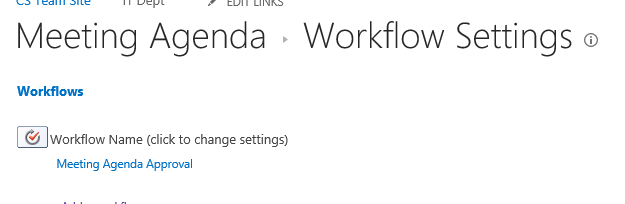 CS Team Site IT Dept EDIT LINKS
Meeting Agenda ▸ Workflow Settings
Workflows
Workflow Name (click to change settings)
Meeting Agenda Approval